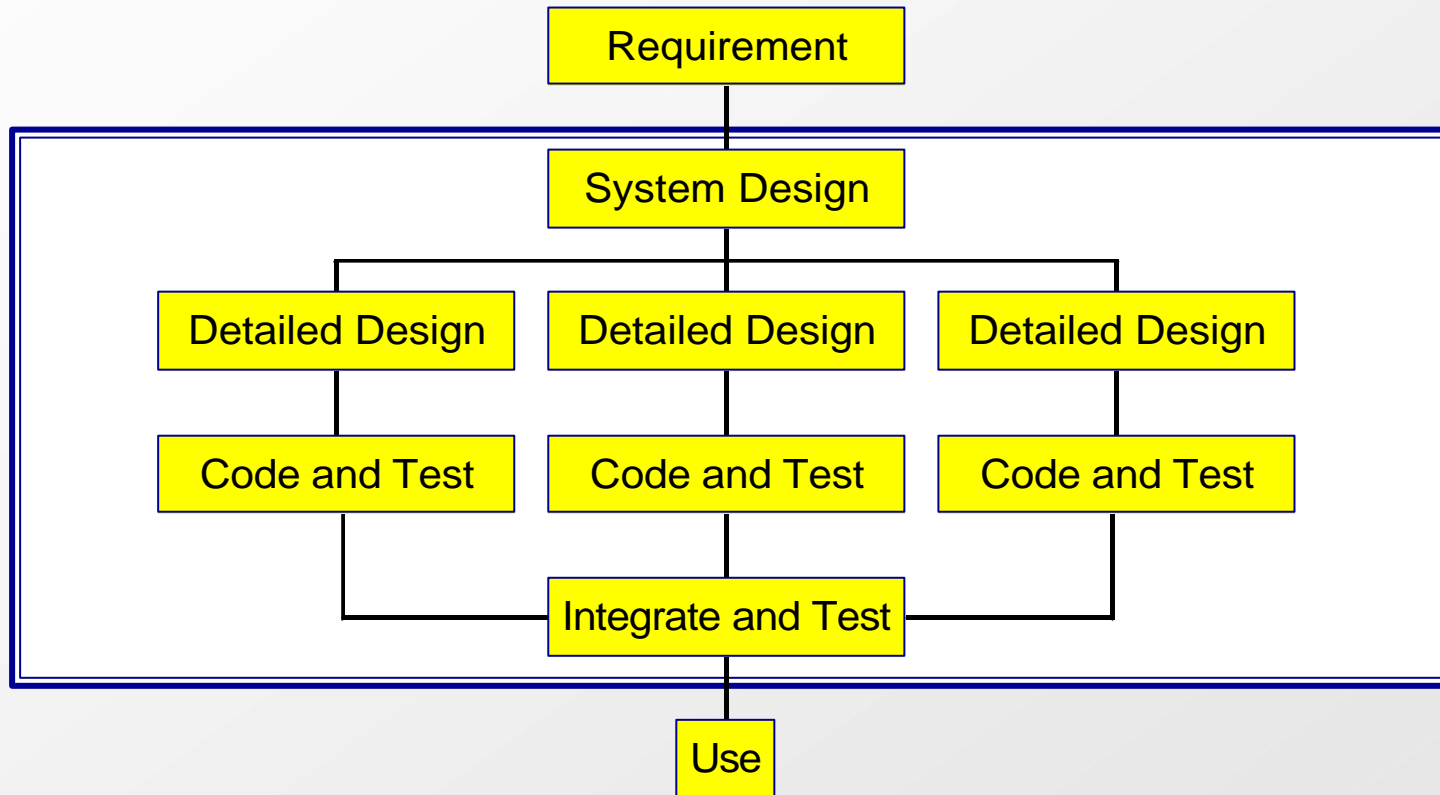 Requirement
System Design
Detailed Design
Detailed Design
Detailed Design
Code and Test
Code and Test
Code and Test
Integrate and Test
Use